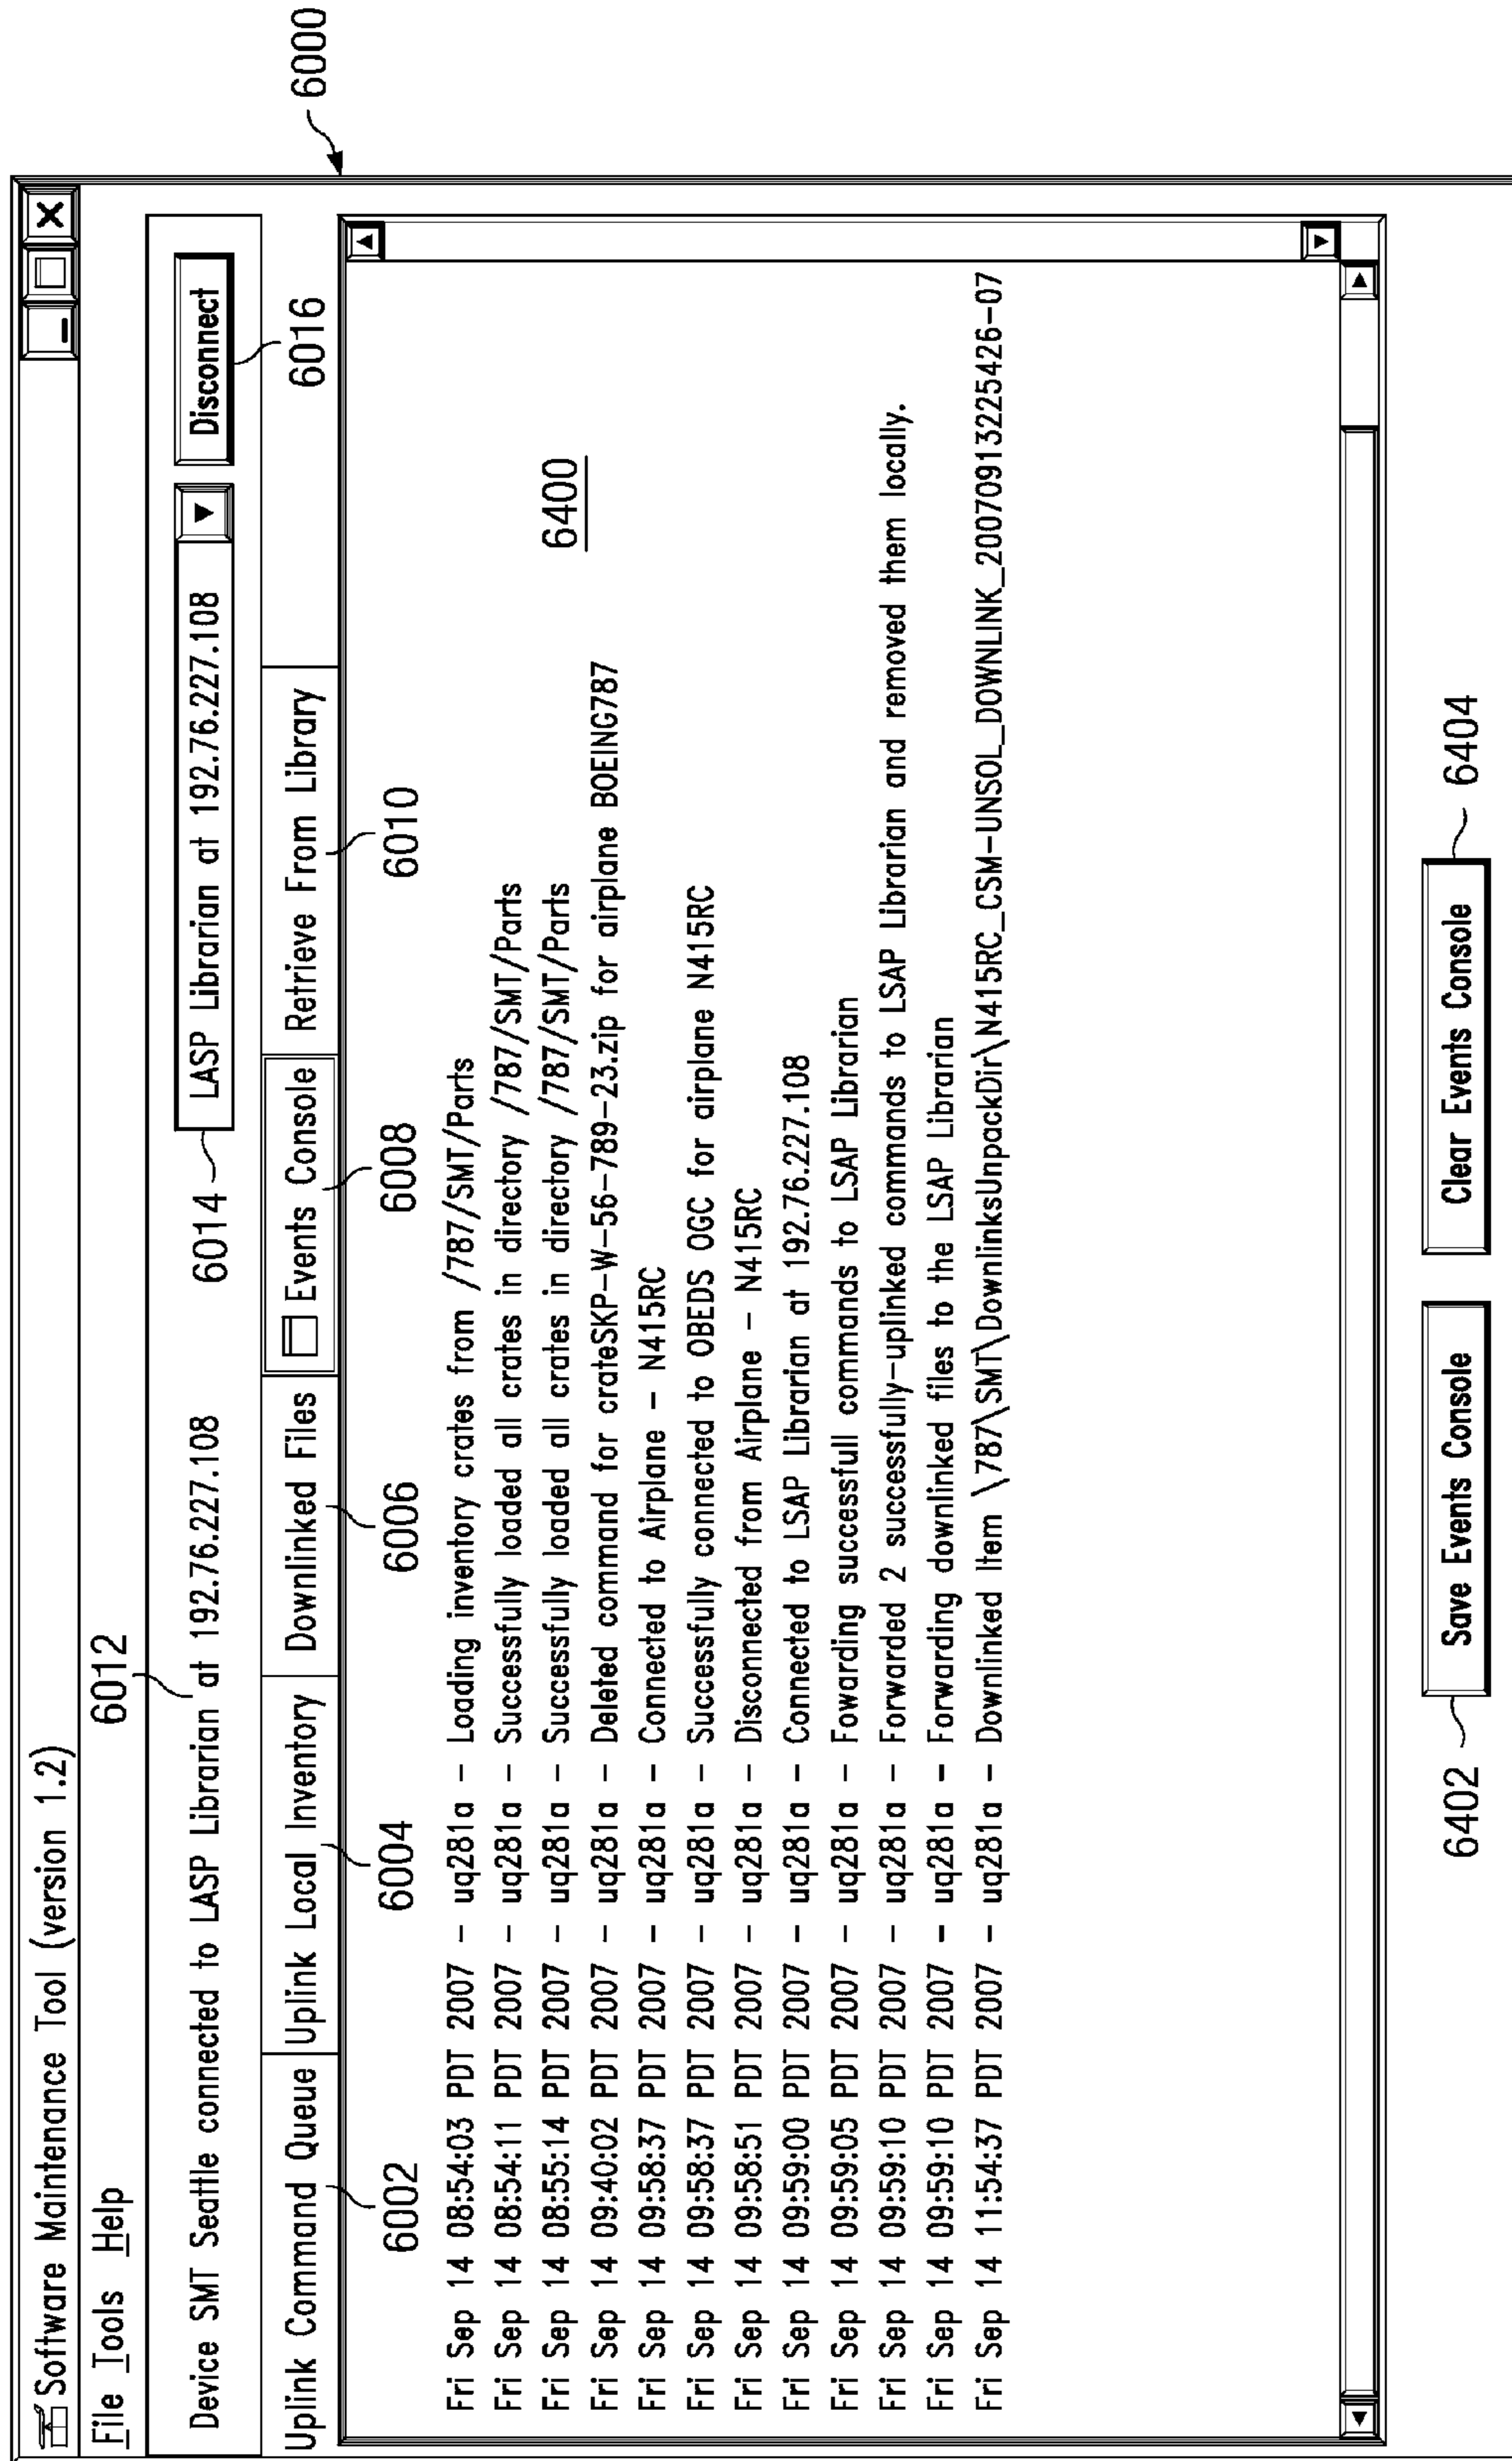 Software Maintenance Tool (version 1.2)
File Tools Help
6012
6000
Device SMT Seattle connected to LASP Librarian at 192.76.227.108
6014
LASP Librarian at 192.76.227.108
Disconnect
6016
Uplink Command Queue
Uplink Local Inventory
Downlinked Files
Events Console
Retrieve From Library
6002
6004
6006
6008
6010
Fri Sep 14 08:54:03 PDT 2007 – uq281a – Loading inventory crates from /787/SMT/Parts
Fri Sep 14 08:54:11 PDT 2007 – uq281a – Successfully loaded all crates in directory /787/SMT/Parts
Fri Sep 14 08:55:14 PDT 2007 – uq281a – Successfully loaded all crates in directory /787/SMT/Parts
Fri Sep 14 09:40:02 PDT 2007 – uq281a – Deleted command for crateSKP–W–56–789–23.zip for airplane BOEING787
Fri Sep 14 09:58:37 PDT 2007 – uq281a – Connected to Airplane – N415RC
Fri Sep 14 09:58:37 PDT 2007 – uq281a – Successfully connected to OBEDS OGC for airplane N415RC
Fri Sep 14 09:58:51 PDT 2007 – uq281a – Disconnected from Airplane – N415RC
Fri Sep 14 09:59:00 PDT 2007 – uq281a – Connected to LSAP Librarian at 192.76.227.108
Fri Sep 14 09:59:05 PDT 2007 – uq281a – Fowarding successfull commands to LSAP Librarian
Fri Sep 14 09:59:10 PDT 2007 – uq281a – Forwarded 2 successfully–uplinked commands to LSAP Librarian and removed them locally.
Fri Sep 14 09:59:10 PDT 2007 – uq281a – Forwarding downlinked files to the LSAP Librarian
Fri Sep 14 11:54:37 PDT 2007 – uq281a – Downlinked Item \787\SMT\DownlinksUnpackDir\N415RC_CSM–UNSOL_DOWNLINK_20070913225426–07
6400
6402
Save Events Console
Clear Events Console
6404